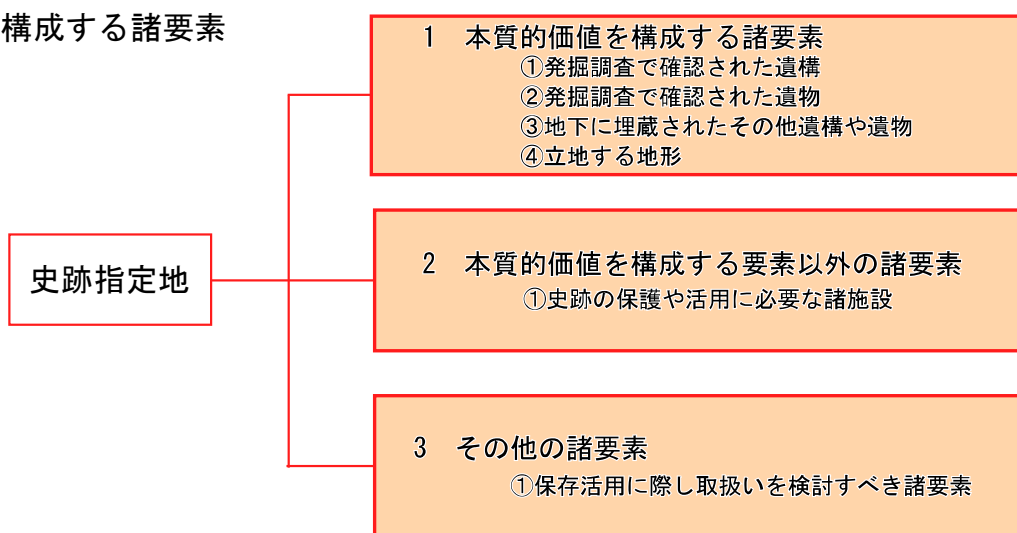 構成する諸要素
1 本質的価値を構成する諸要素
①発掘調査で確認された遺構
②発掘調査で確認された遺物
③地下に埋蔵されたその他遺構や遺物
④立地する地形
史跡指定地
2 本質的価値を構成する要素以外の諸要素
①史跡の保護や活用に必要な諸施設
3 その他の諸要素
①保存活用に際し取扱いを検討すべき諸要素